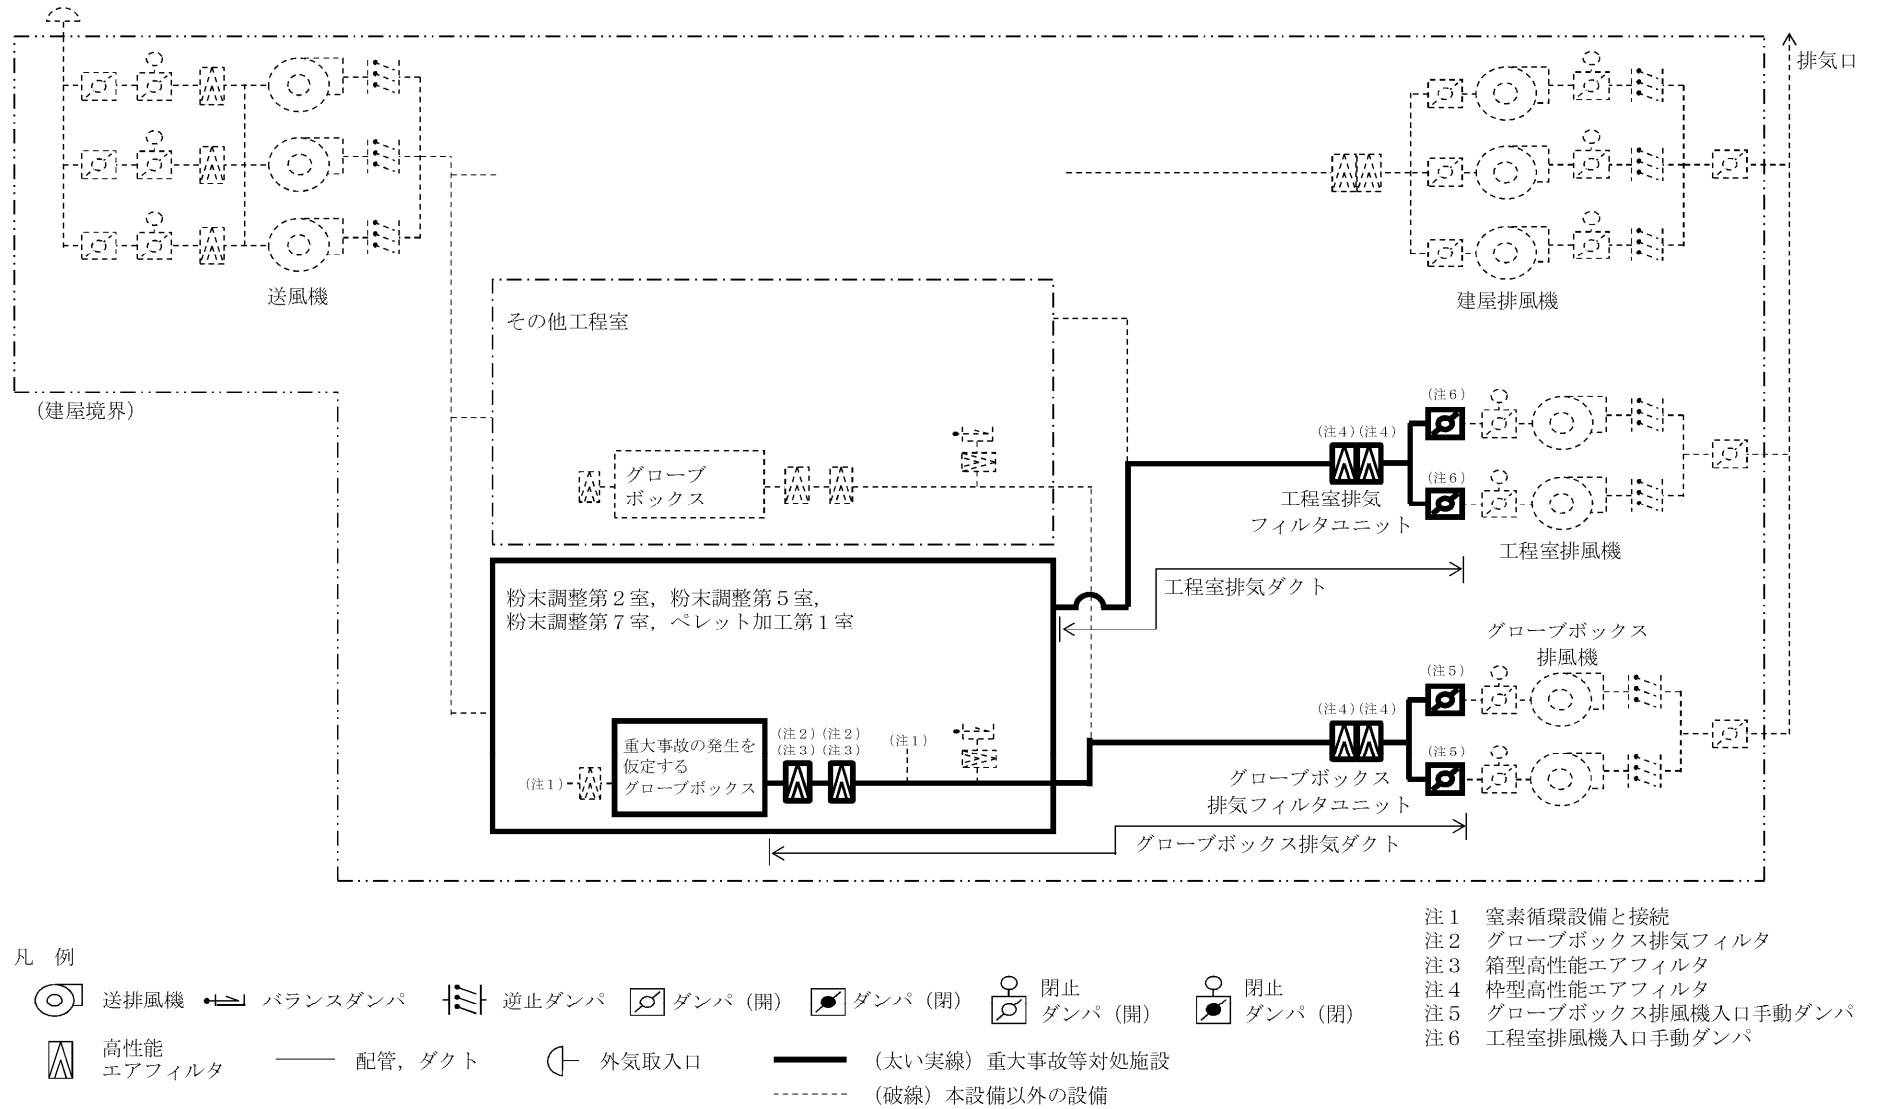 排気口
送風機
建屋排風機
その他工程室
（建屋境界）
グローブ
ボックス
（注４）（注４）
（注６）
（注６）
工程室排気
フィルタユニット
工程室排風機
工程室排気ダクト
粉末調整第２室，粉末調整第５室，
粉末調整第７室，ペレット加工第１室
グローブボックス
排風機
（注５）
（注４）（注４）
（注５）
（注２）（注２）
（注３）（注３）
（注１）
（注１）
重大事故の発生を
仮定する
グローブボックス
グローブボックス
排気フィルタユニット
グローブボックス排気ダクト
注１　窒素循環設備と接続
注２　グローブボックス排気フィルタ
注３　箱型高性能エアフィルタ
注４　枠型高性能エアフィルタ
注５　グローブボックス排風機入口手動ダンパ
注６　工程室排風機入口手動ダンパ
凡　例
送排風機
バランスダンパ
逆止ダンパ
ダンパ（開）
ダンパ（閉）
閉止
ダンパ（開）
閉止
ダンパ（閉）
高性能
エアフィルタ
配管，ダクト
外気取入口
（太い実線）重大事故等対処施設
（破線）本設備以外の設備